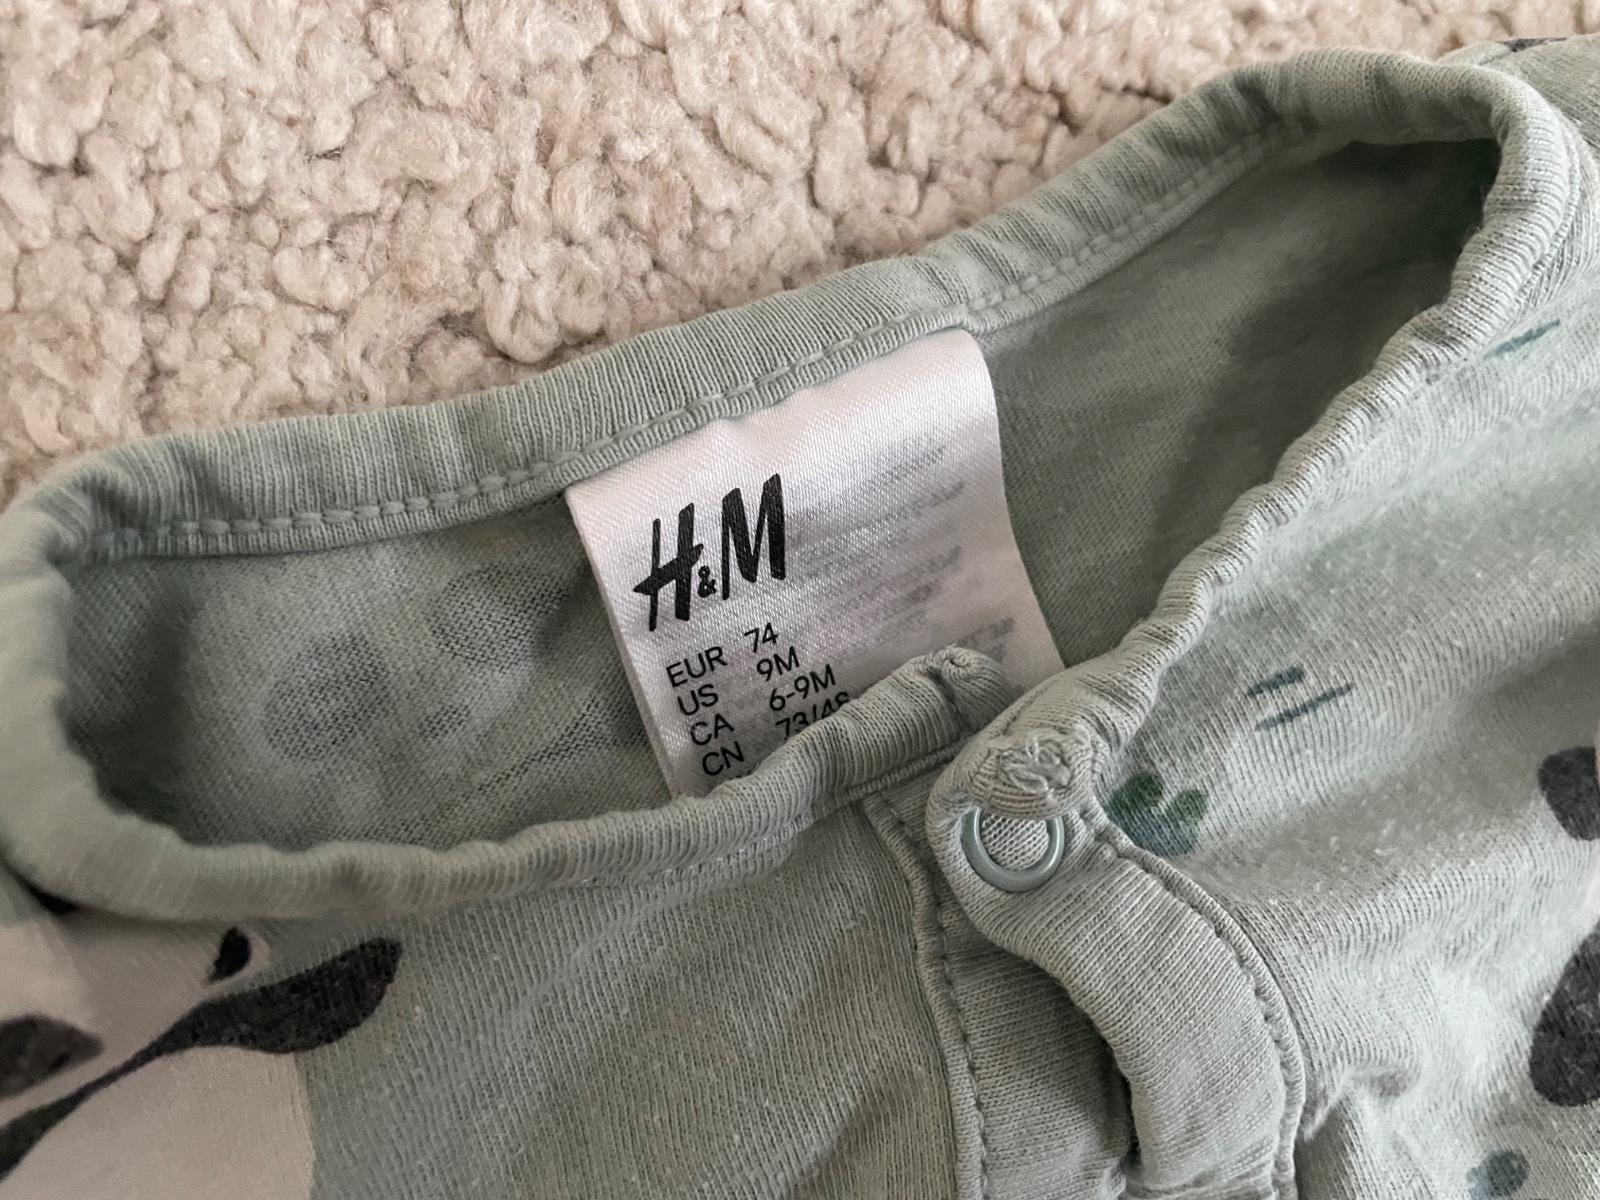 H&M
EUR 74
US 9M
CA 6-9M
CN 73/48